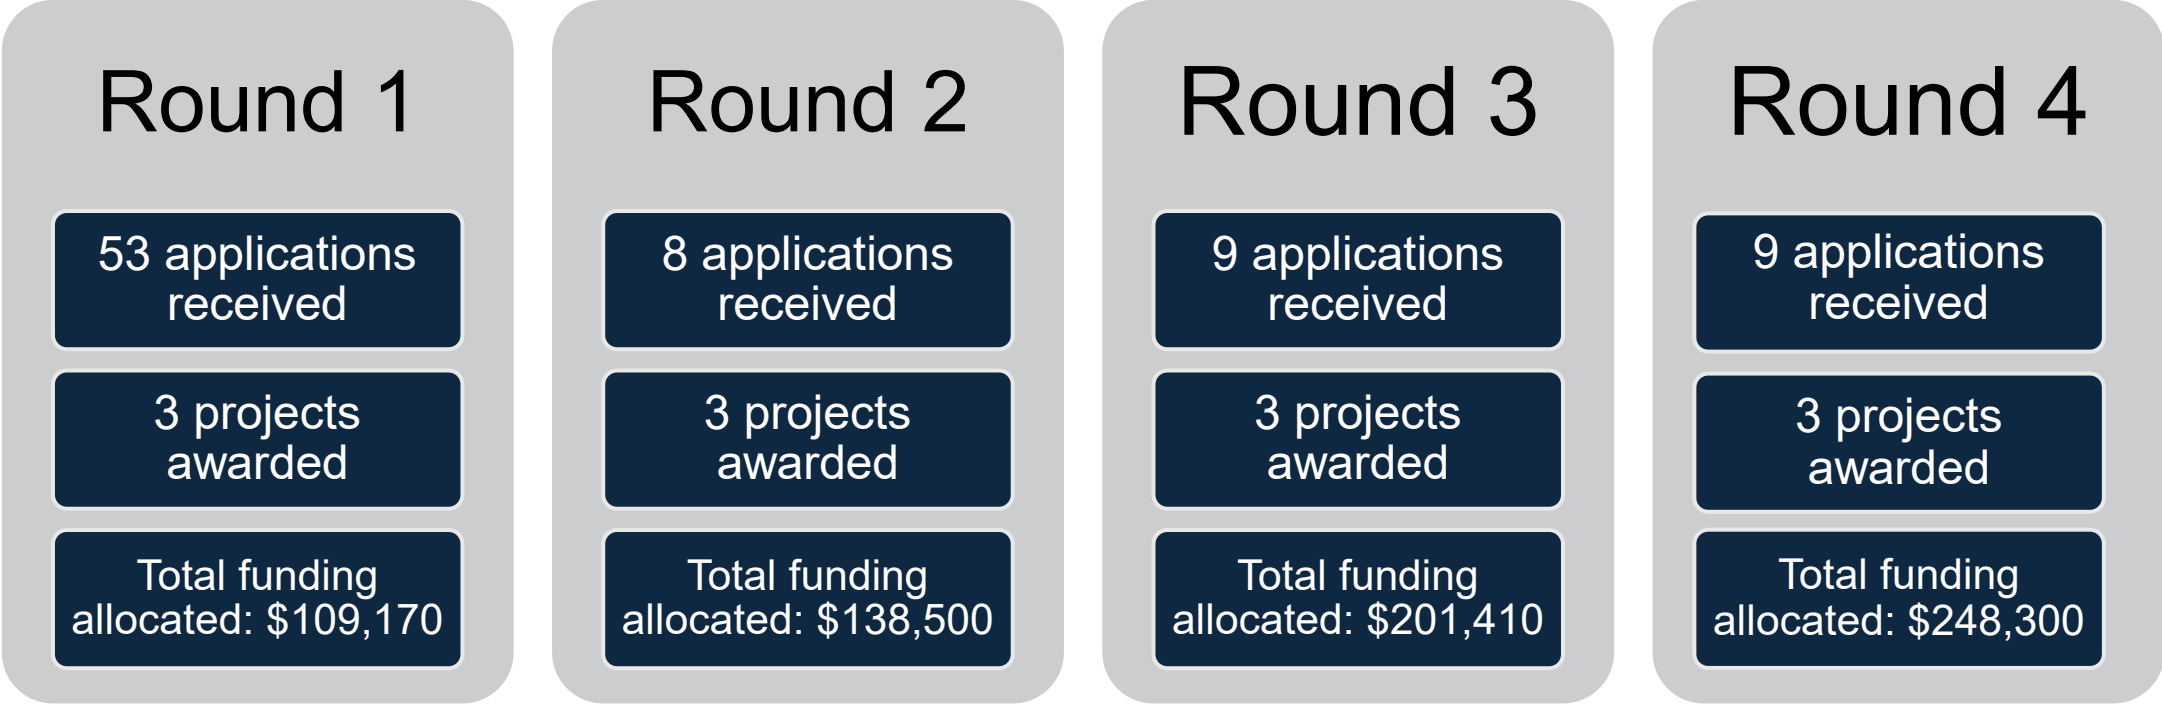 Round 1
53 applications
received
3 projects
awarded
Total funding
allocated: $109,170
Round 2
8 applications
received
3 projects
awarded
Total funding
allocated: $138,500
Round 3
9 applications
received
3 projects
awarded
Total funding
allocated: $201,410
Round 4
9 applications
received
3 projects
awarded
Total funding
allocated: $248,300